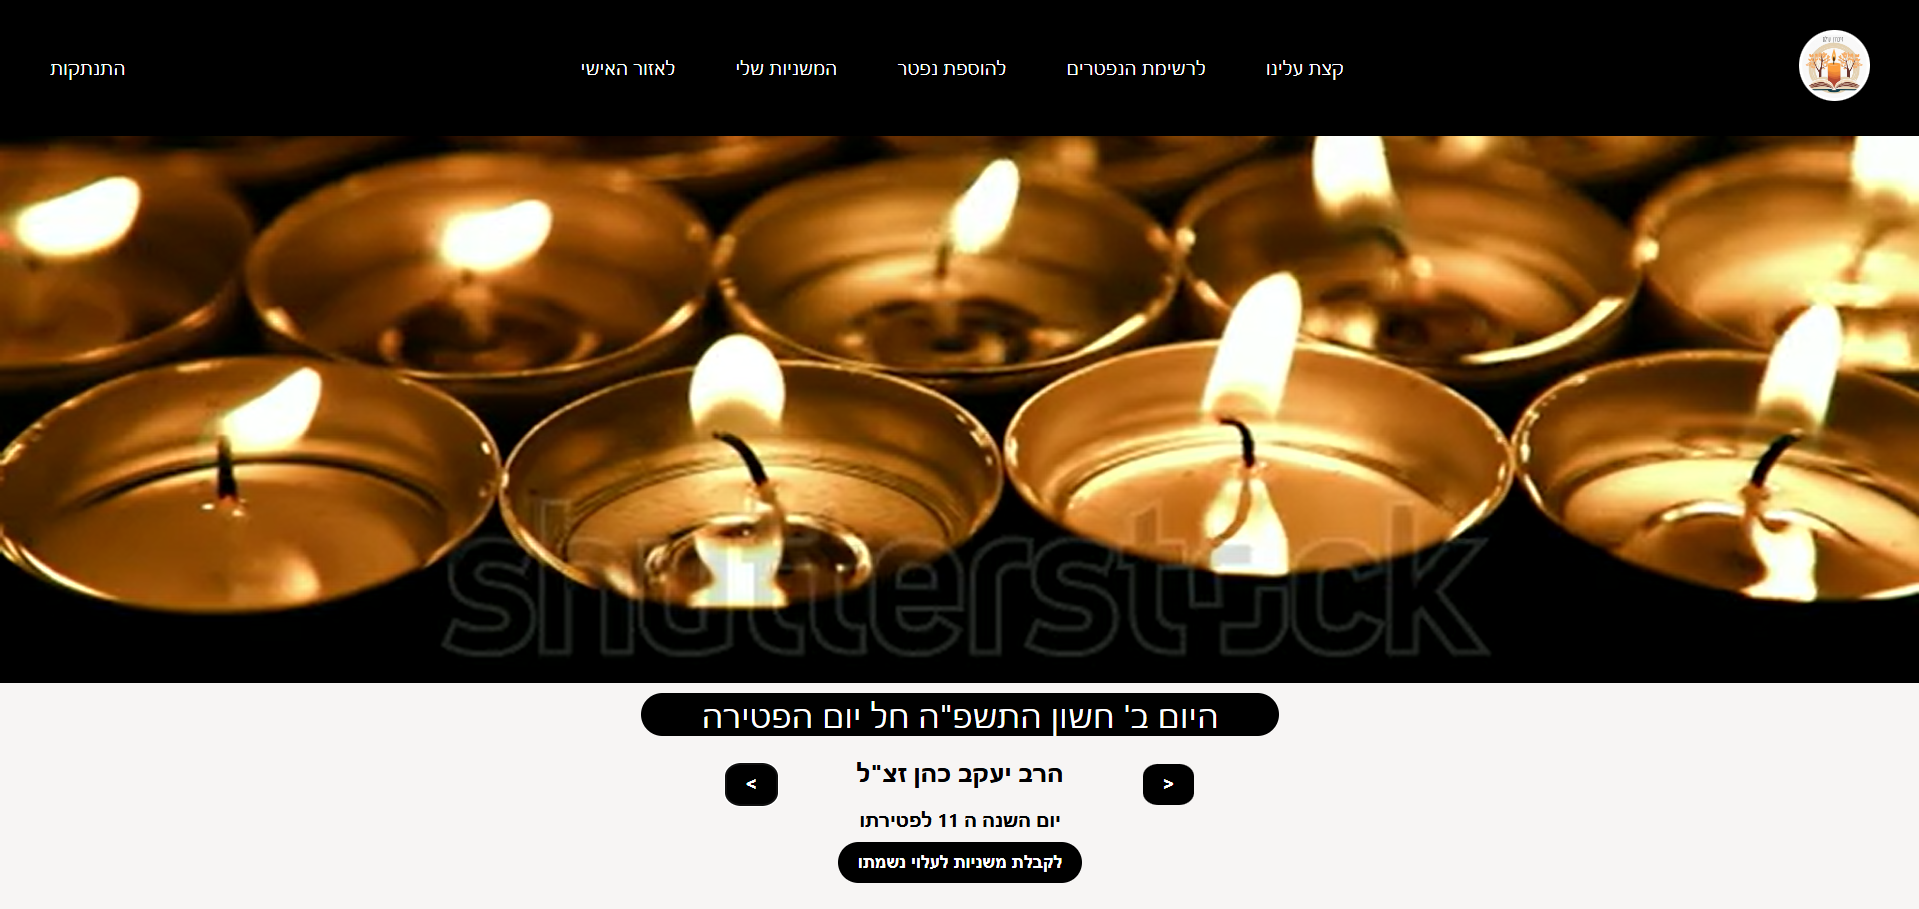 קצת עלינו
לרשימת הנפטרים
להוספת נפטר
המשניות שלי
לאזור האישי
התנתקות
shutterstock
היום ב' חשון התשפ"ה חל יום הפטירה
<
הרב יעקב כהן זצ"ל
>
יום השנה ה 11 לפטירתו
לקבלת משניות לעלוי נשמתו